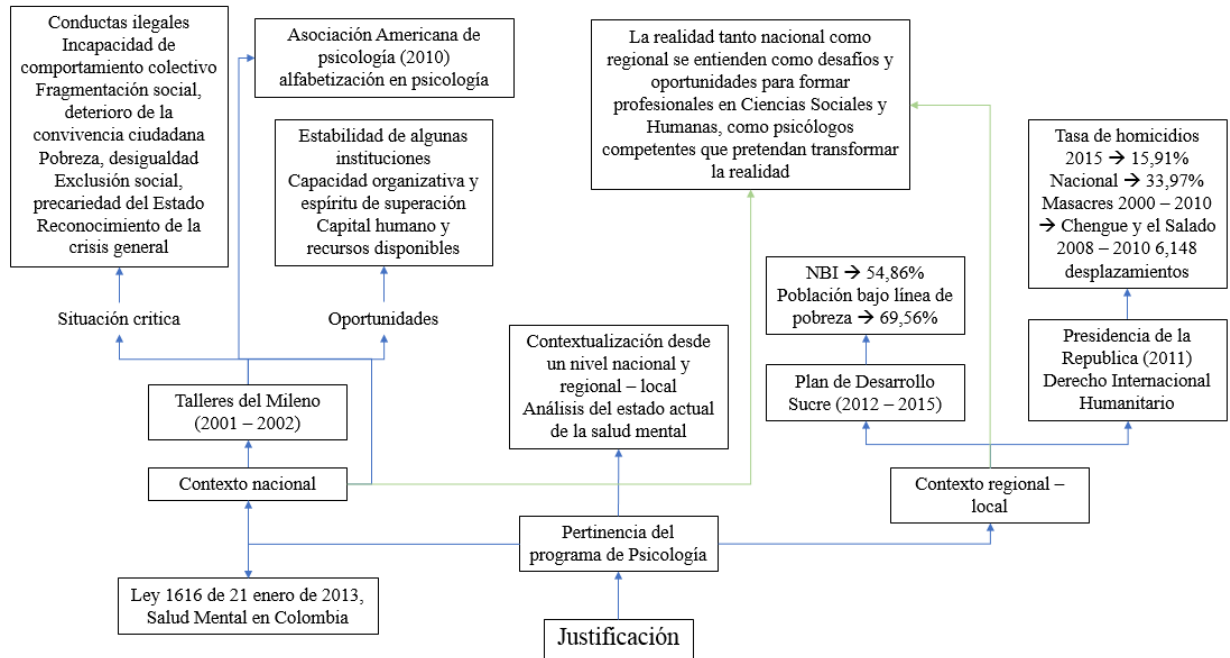 Conductas ilegales
Incapacidad de
comportamiento colectivo
Fragmentación social,
deterioro de la
convivencia ciudadana
Pobreza, desigualdad
Exclusión social,
precariedad del Estado
Reconocimiento de la
crisis general
Asociación Americana de
psicología (2010)
alfabetización en psicología
Estabilidad de algunas
instituciones
Capacidad organizativa y
espíritu de superación
Capital humano y
recursos disponibles
La realidad tanto nacional como
regional se entienden como desafíos y
oportunidades para formar
profesionales en Ciencias Sociales y
Humanas, como psicólogos
competentes que pretendan transformar
la realidad
Tasa de homicidios
2015 → 15,91%
Nacional → 33,97%
Masacres 2000 – 2010
→ Chengue y el Salado
2008 – 2010 6,148
desplazamientos
NBI → 54,86%
Población bajo línea de
pobreza → 69,56%
Situación critica
Oportunidades
Contextualización desde
un nivel nacional y
regional – local
Análisis del estado actual
de la salud mental
Presidencia de la
Republica (2011)
Derecho Internacional
Humanitario
Plan de Desarrollo
Sucre (2012 – 2015)
Talleres del Mileno
(2001 – 2002)
Contexto nacional
Contexto regional –
local
Pertinencia del
programa de Psicología
Ley 1616 de 21 enero de 2013,
Salud Mental en Colombia
Justificación